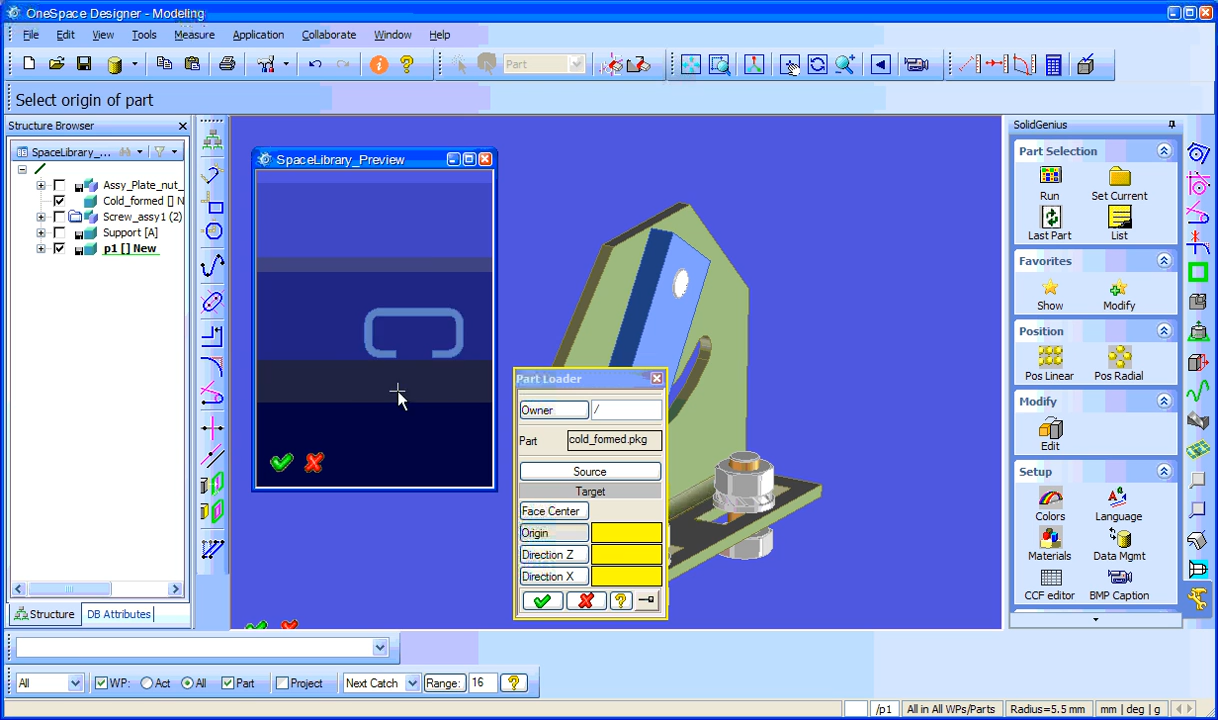 OneSpace Designer - Modeling
File Edit View Tools Measure Application Collaborate Window Help
Part
Select origin of part
Structure Browser
SpaceLibrary_...
Assy_Plate_nut_
Cold_formed [] N
Screw_assy1 (2)
Support [A]
p1 [] New
Structure DB Attributes
SpaceLibrary_Preview
Part Loader
Owner /
Part cold_formed.pkg
Source
Target
Face Center
Origin
Direction Z
Direction X
SolidGenius
Part Selection
Run Set Current
Last Part List
Favorites
Show Modify
Position
Pos Linear Pos Radial
Modify
Edit
Setup
Colors Language
Materials Data Mgmt
CCF editor BMP Caption
All WP: Act All Part Project Next Catch Range: 16
/p1 All in All WPs/Parts Radius=5.5 mm mm | deg | g